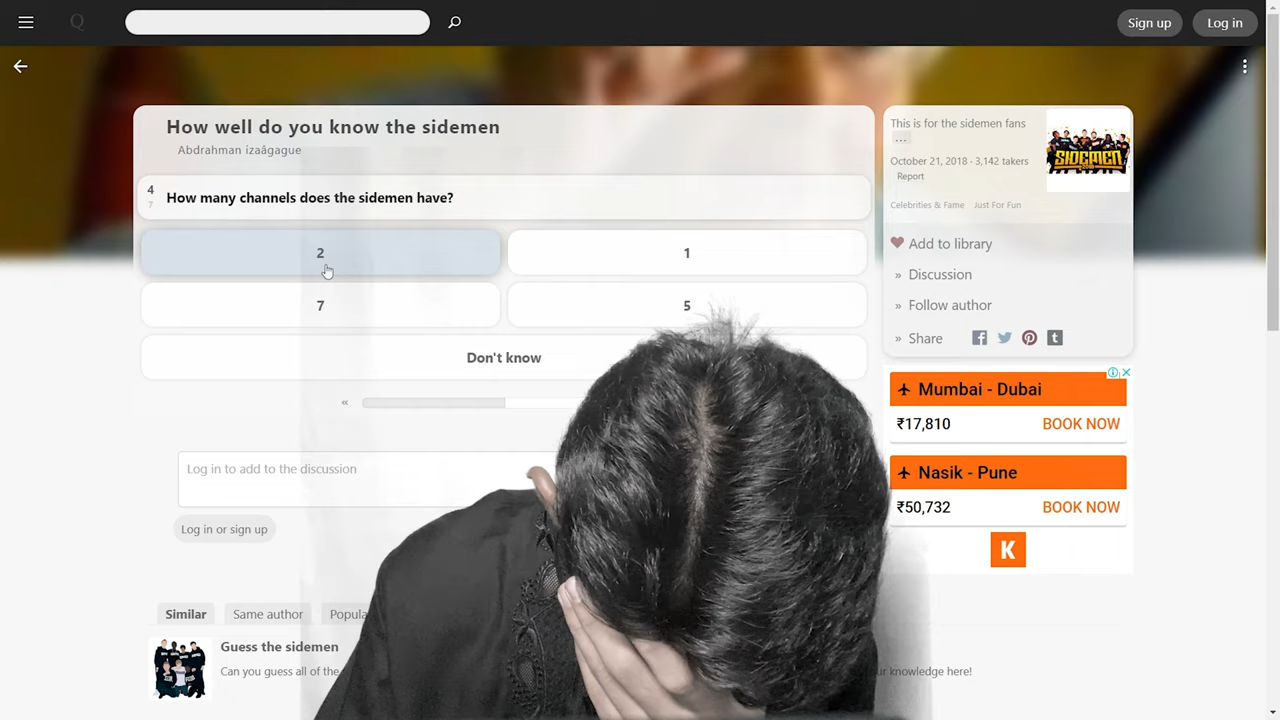 Q
Sign up
Log in
How well do you know the sidemen
Abdrahman izaâgague
4
7
How many channels does the sidemen have?
2
1
7
5
Don't know
«
Log in to add to the discussion
Log in or sign up
Similar
Same author
Popula
Guess the sidemen
Can you guess all of the
knowledge here!
This is for the sidemen fans
...
October 21, 2018 - 3,142 takers
Report
Celebrities & Fame
Just For Fun
SIDEMEN
Add to library
» Discussion
» Follow author
» Share
Mumbai - Dubai
₹17,810
BOOK NOW
Nasik - Pune
₹50,732
BOOK NOW
K